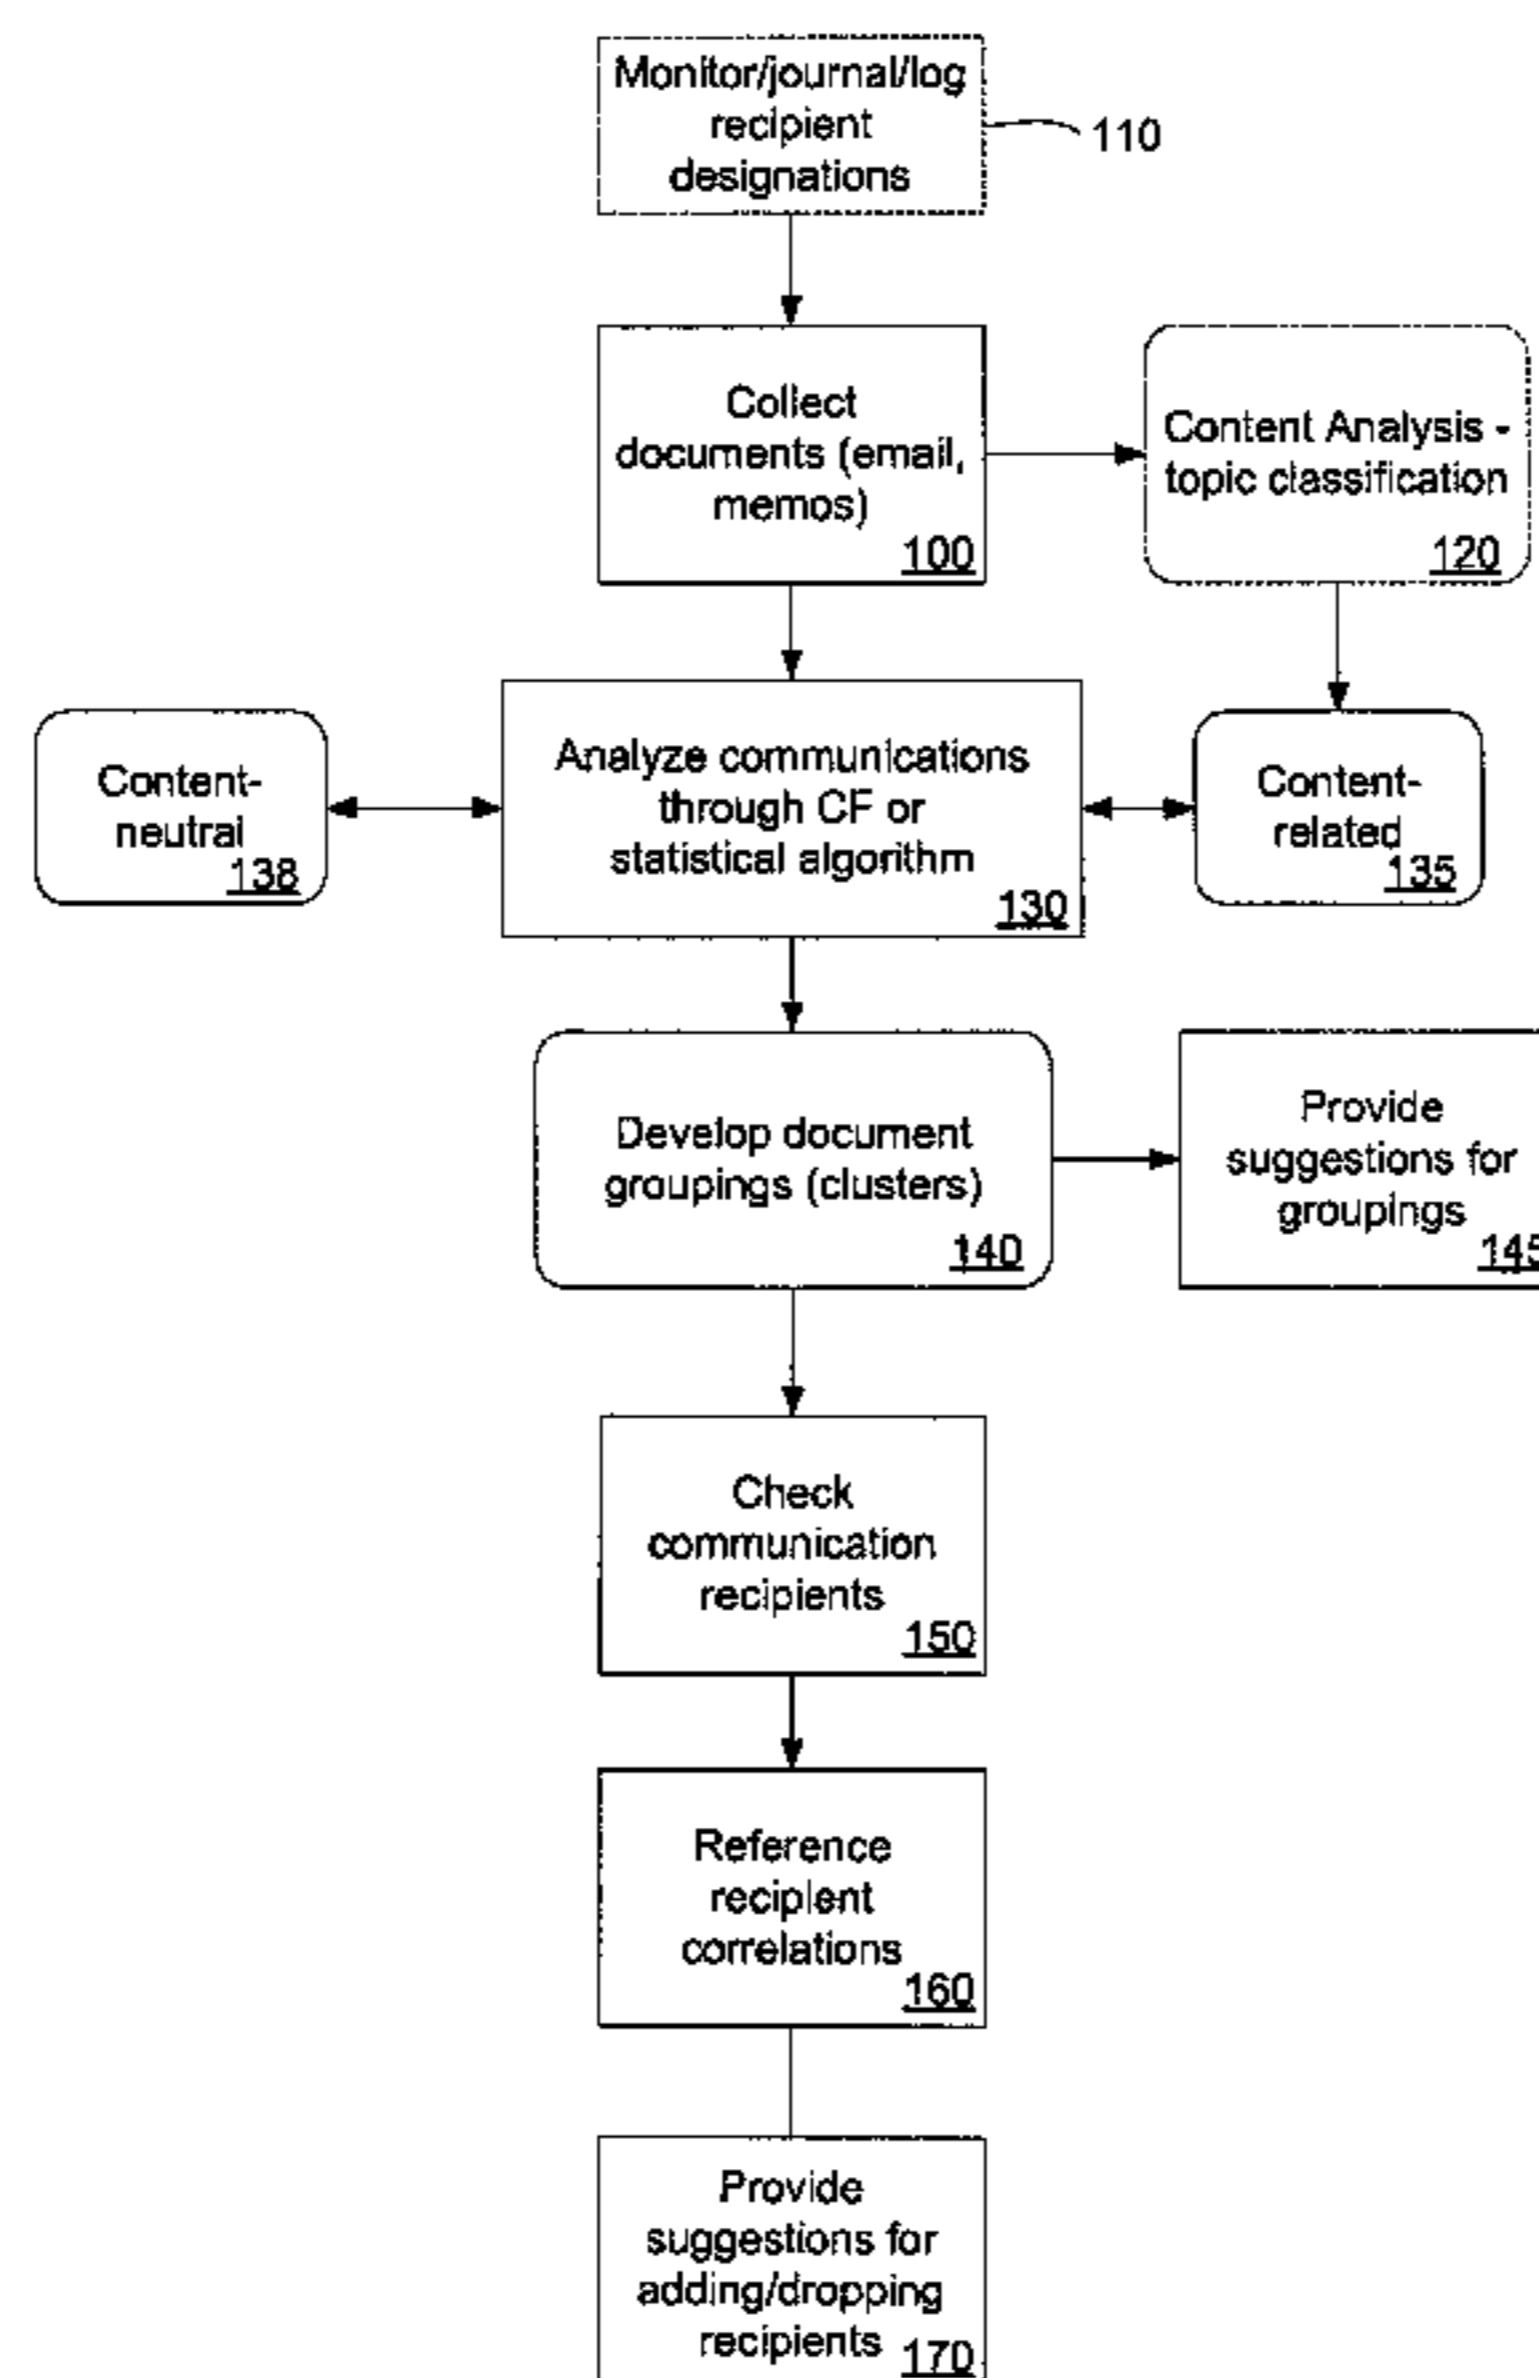 Monitor/journal/log
recipient
designations
110
Collect
documents (email,
memos)
100
Content Analysis -
topic classification
120
Content-
neutral
138
Analyze communications
through CF or
statistical algorithm
130
Content-
related
135
Develop document
groupings (clusters)
140
Provide
suggestions for
groupings
145
Check
communication
recipients
150
Reference
recipient
correlations
160
Provide
suggestions for
adding/dropping
recipients
170